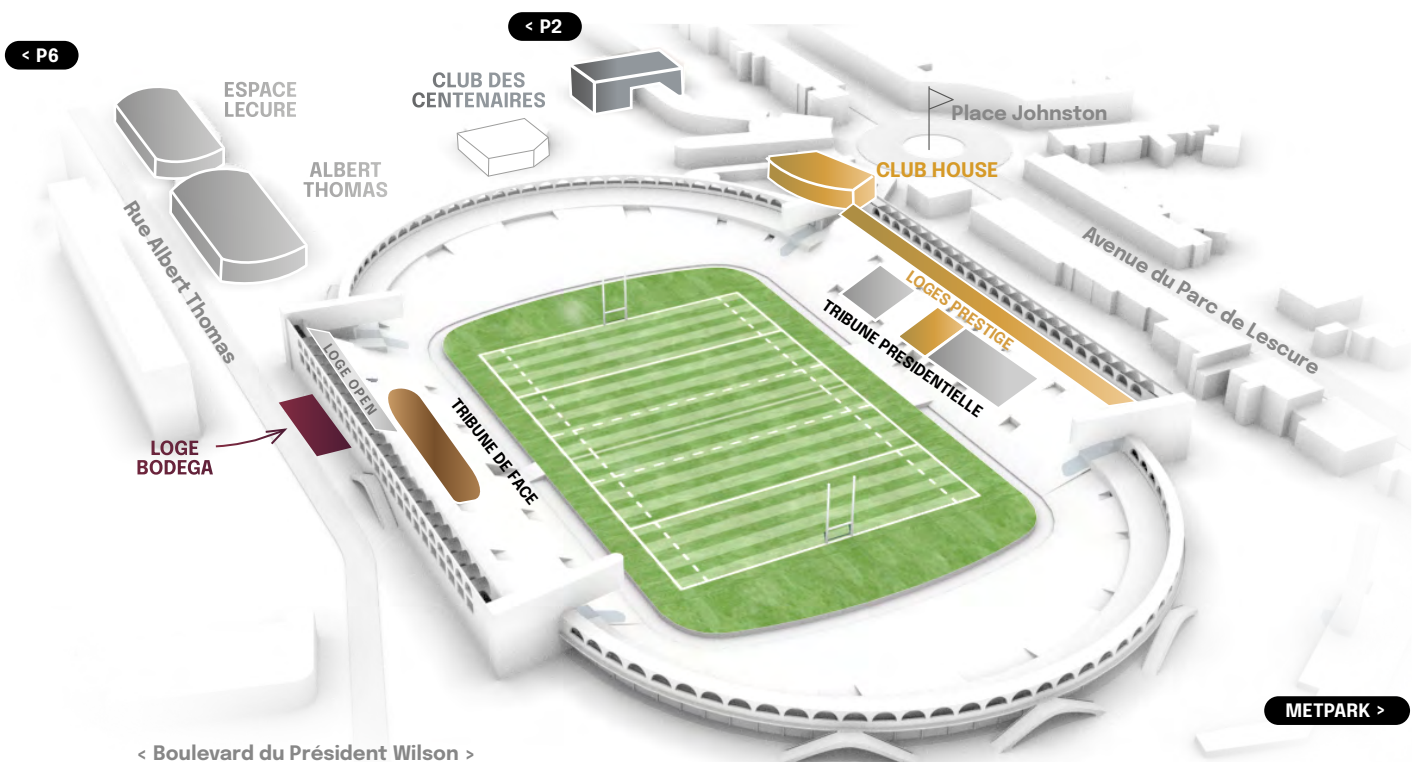 < P2
< P6
ESPACE
LECURE
CLUB DES
CENTENAIRES
Place Johnston
ALBERT
THOMAS
CLUB HOUSE
Rue Albert Thomas
Avenue du Parc de Lescure
LOGES PRESTIGE
TRIBUNE PRESIDENTIELLE
LOGE OPEN
TRIBUNE DE FACE
LOGE
BODEGA
METPARK >
< Boulevard du Président Wilson >